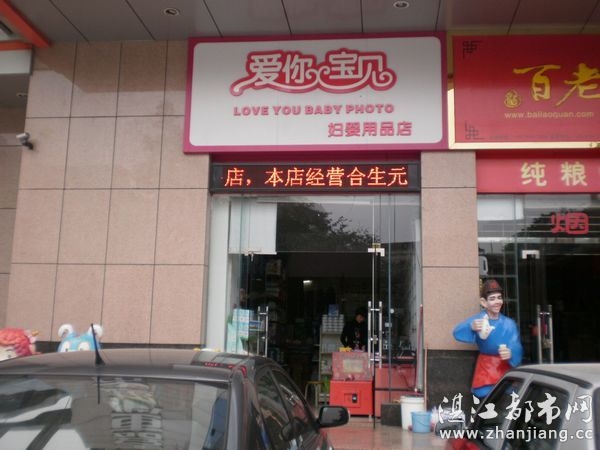 爱你宝贝
LOVE YOU BABY PHOTO
妇婴用品店
店，本店经营合生元
百老
www.bailaoquan.com
纯粮
烟
湛江都市网
www.zhanjiang.cc